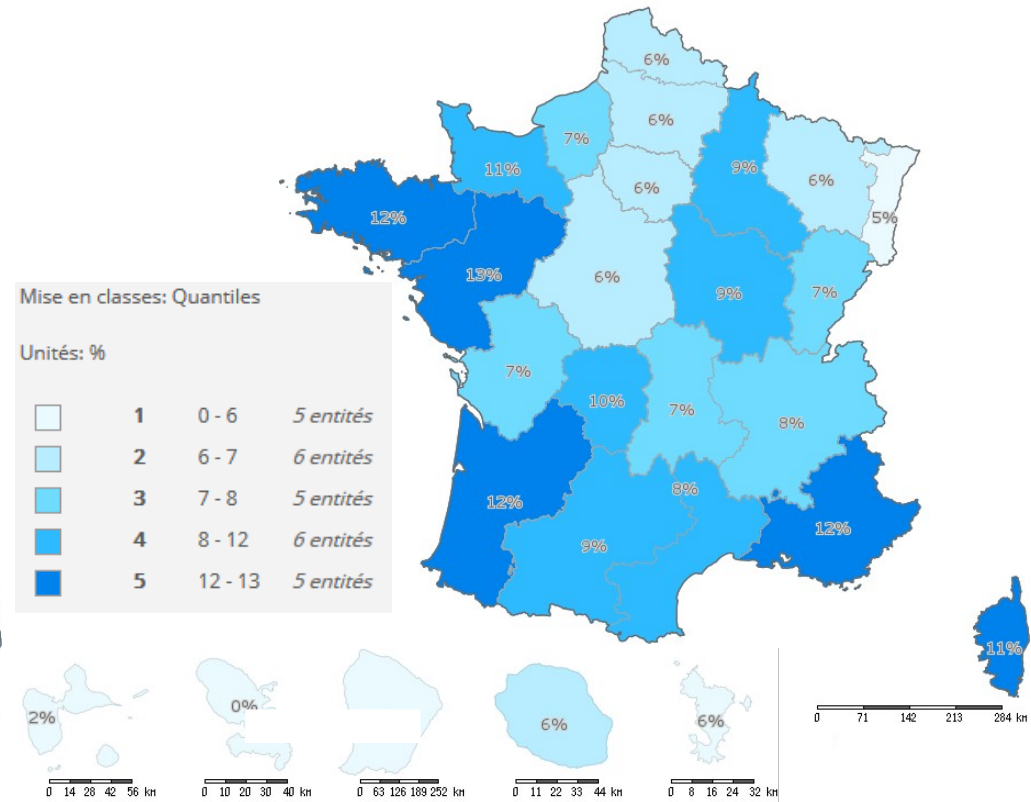 6%
6%
7%
9%
11%
6%
6%
5%
12%
13%
6%
9%
7%
Mise en classes: Quantiles
Unités: %
1 0 - 6 5 entités
2 6 - 7 6 entités
3 7 - 8 5 entités
4 8 - 12 6 entités
5 12 - 13 5 entités
7%
10%
7%
8%
12%
8%
9%
12%
11%
2%
0%
6%
6%
0 71 142 213 284 km
0 14 28 42 56 km
0 10 20 30 40 km
0 63 126 189 252 km
0 11 22 33 44 km
0 8 16 24 32 km